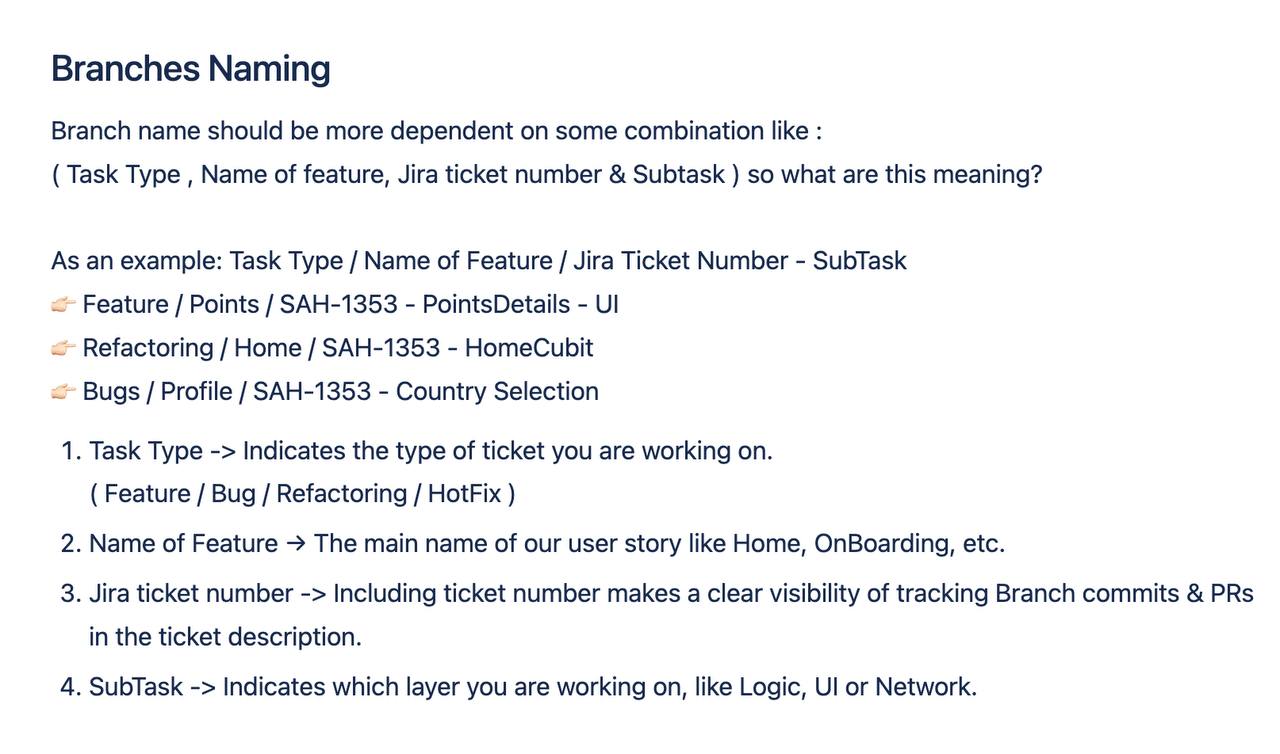 Branches Naming
Branch name should be more dependent on some combination like :
( Task Type , Name of feature, Jira ticket number & Subtask ) so what are this meaning?
As an example: Task Type / Name of Feature / Jira Ticket Number - SubTask
👉🏻 Feature / Points / SAH-1353 - PointsDetails - UI
👉🏻 Refactoring / Home / SAH-1353 - HomeCubit
👉🏻 Bugs / Profile / SAH-1353 - Country Selection
1. Task Type -> Indicates the type of ticket you are working on.
( Feature / Bug / Refactoring / HotFix )
2. Name of Feature → The main name of our user story like Home, OnBoarding, etc.
3. Jira ticket number -> Including ticket number makes a clear visibility of tracking Branch commits & PRs
in the ticket description.
4. SubTask -> Indicates which layer you are working on, like Logic, UI or Network.